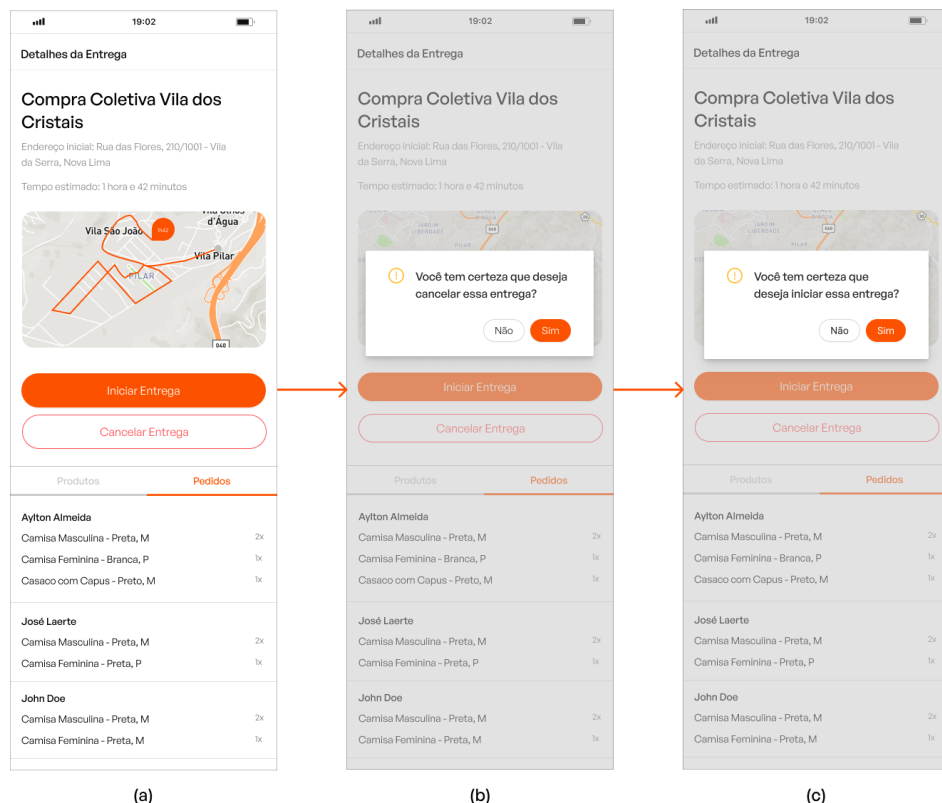 19:02
Detalhes da Entrega
Compra Coletiva Vila dos
Cristais
Endereço inicial: Rua das Flores, 210/1001 - Vila
da Serra, Nova Lima
Tempo estimado: 1 hora e 42 minutos
d'Água
Vila São João
1h42
Vila Pilar
PILAR
040
Iniciar Entrega
Cancelar Entrega
Produtos
Pedidos
Aylton Almeida
Camisa Masculina - Preta, M 2x
Camisa Feminina - Branca, P 1x
Casaco com Capus - Preto, M 1x
José Laerte
Camisa Masculina - Preta, M 2x
Camisa Feminina - Preta, P 1x
John Doe
Camisa Masculina - Preta, M 2x
Camisa Feminina - Preta, M 1x
(a)
19:02
Detalhes da Entrega
Compra Coletiva Vila dos
Cristais
Endereço inicial: Rua das Flores, 210/1001 - Vila
da Serra, Nova Lima
Tempo estimado: 1 hora e 42 minutos
JARDIM
LIBERDADE
040
PILAR
Você tem certeza que deseja
cancelar essa entrega?
Não
Sim
Iniciar Entrega
Cancelar Entrega
Produtos
Pedidos
Aylton Almeida
Camisa Masculina - Preta, M 2x
Camisa Feminina - Branca, P 1x
Casaco com Capus - Preto, M 1x
José Laerte
Camisa Masculina - Preta, M 2x
Camisa Feminina - Preta, P 1x
John Doe
Camisa Masculina - Preta, M 2x
Camisa Feminina - Preta, M 1x
(b)
19:02
Detalhes da Entrega
Compra Coletiva Vila dos
Cristais
Endereço inicial: Rua das Flores, 210/1001 - Vila
da Serra, Nova Lima
Tempo estimado: 1 hora e 42 minutos
JARDIM
LIBERDADE
040
PILAR
Você tem certeza que
deseja iniciar essa entrega?
Não
Sim
Iniciar Entrega
Cancelar Entrega
Produtos
Pedidos
Aylton Almeida
Camisa Masculina - Preta, M 2x
Camisa Feminina - Branca, P 1x
Casaco com Capus - Preto, M 1x
José Laerte
Camisa Masculina - Preta, M 2x
Camisa Feminina - Preta, P 1x
John Doe
Camisa Masculina - Preta, M 2x
Camisa Feminina - Preta, M 1x
(c)